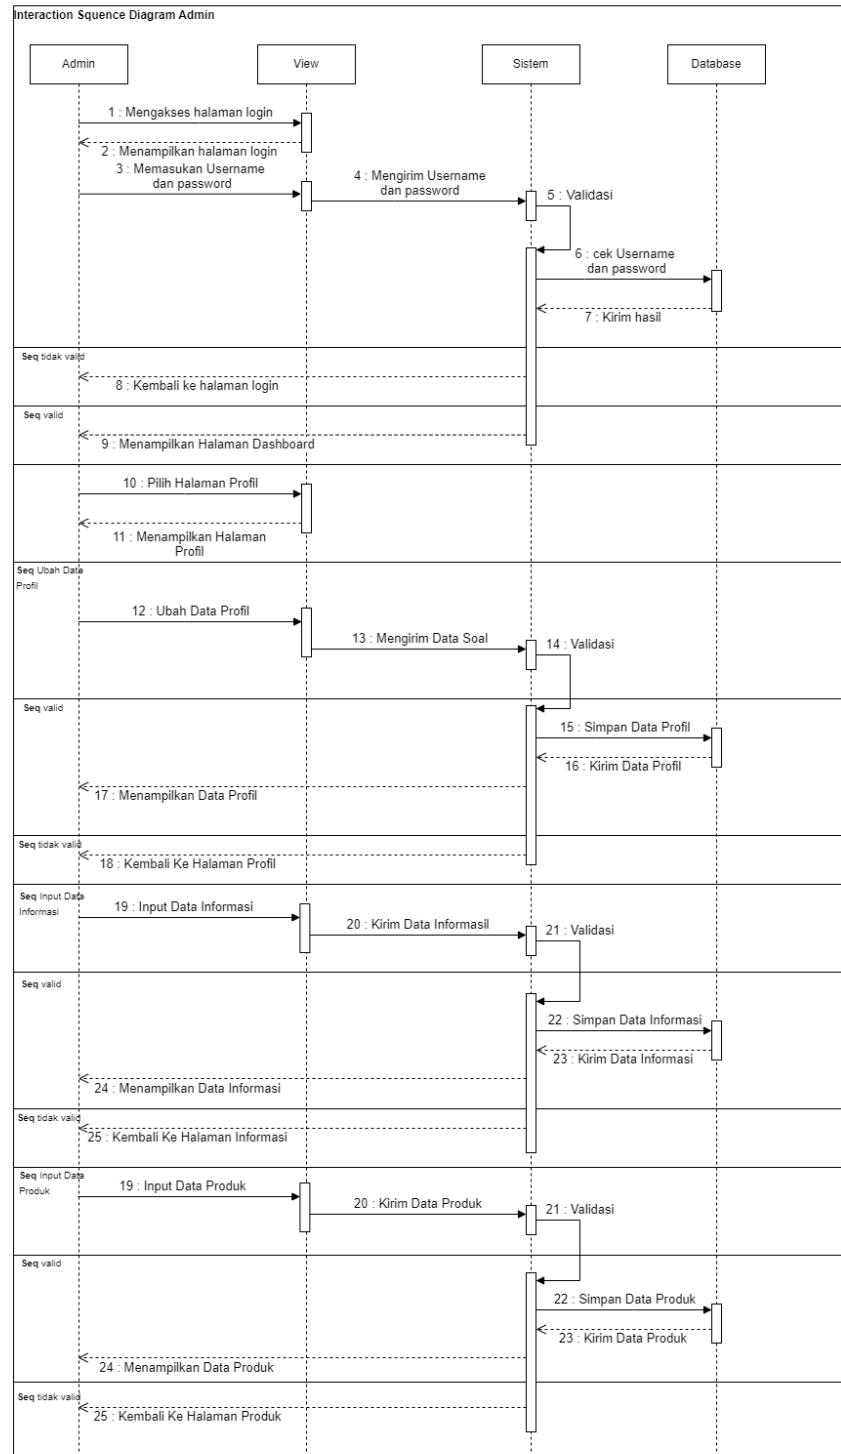 Interaction Squence Diagram Admin
Admin
View
Sistem
Database
1 : Mengakses halaman login
2 : Menampilkan halaman login
3 : Memasukan Username
dan password
4 : Mengirim Username
dan password
5 : Validasi
6 : cek Username
dan password
7 : Kirim hasil
Seq tidak valid
8 : Kembali ke halaman login
Seq valid
9 : Menampilkan Halaman Dashboard
10 : Pilih Halaman Profil
11 : Menampilkan Halaman
Profil
Seq Ubah Data
Profil
12 : Ubah Data Profil
13 : Mengirim Data Soal
14 : Validasi
Seq valid
15 : Simpan Data Profil
16 : Kirim Data Profil
17 : Menampilkan Data Profil
Seq tidak valid
18 : Kembali Ke Halaman Profil
Seq Input Data
Informasi
19 : Input Data Informasi
20 : Kirim Data Informasil
21 : Validasi
Seq valid
22 : Simpan Data Informasi
23 : Kirim Data Informasi
24 : Menampilkan Data Informasi
Seq tidak valid
25 : Kembali Ke Halaman Informasi
Seq Input Data
Produk
19 : Input Data Produk
20 : Kirim Data Produk
21 : Validasi
Seq valid
22 : Simpan Data Produk
23 : Kirim Data Produk
24 : Menampilkan Data Produk
Seq tidak valid
25 : Kembali Ke Halaman Produk